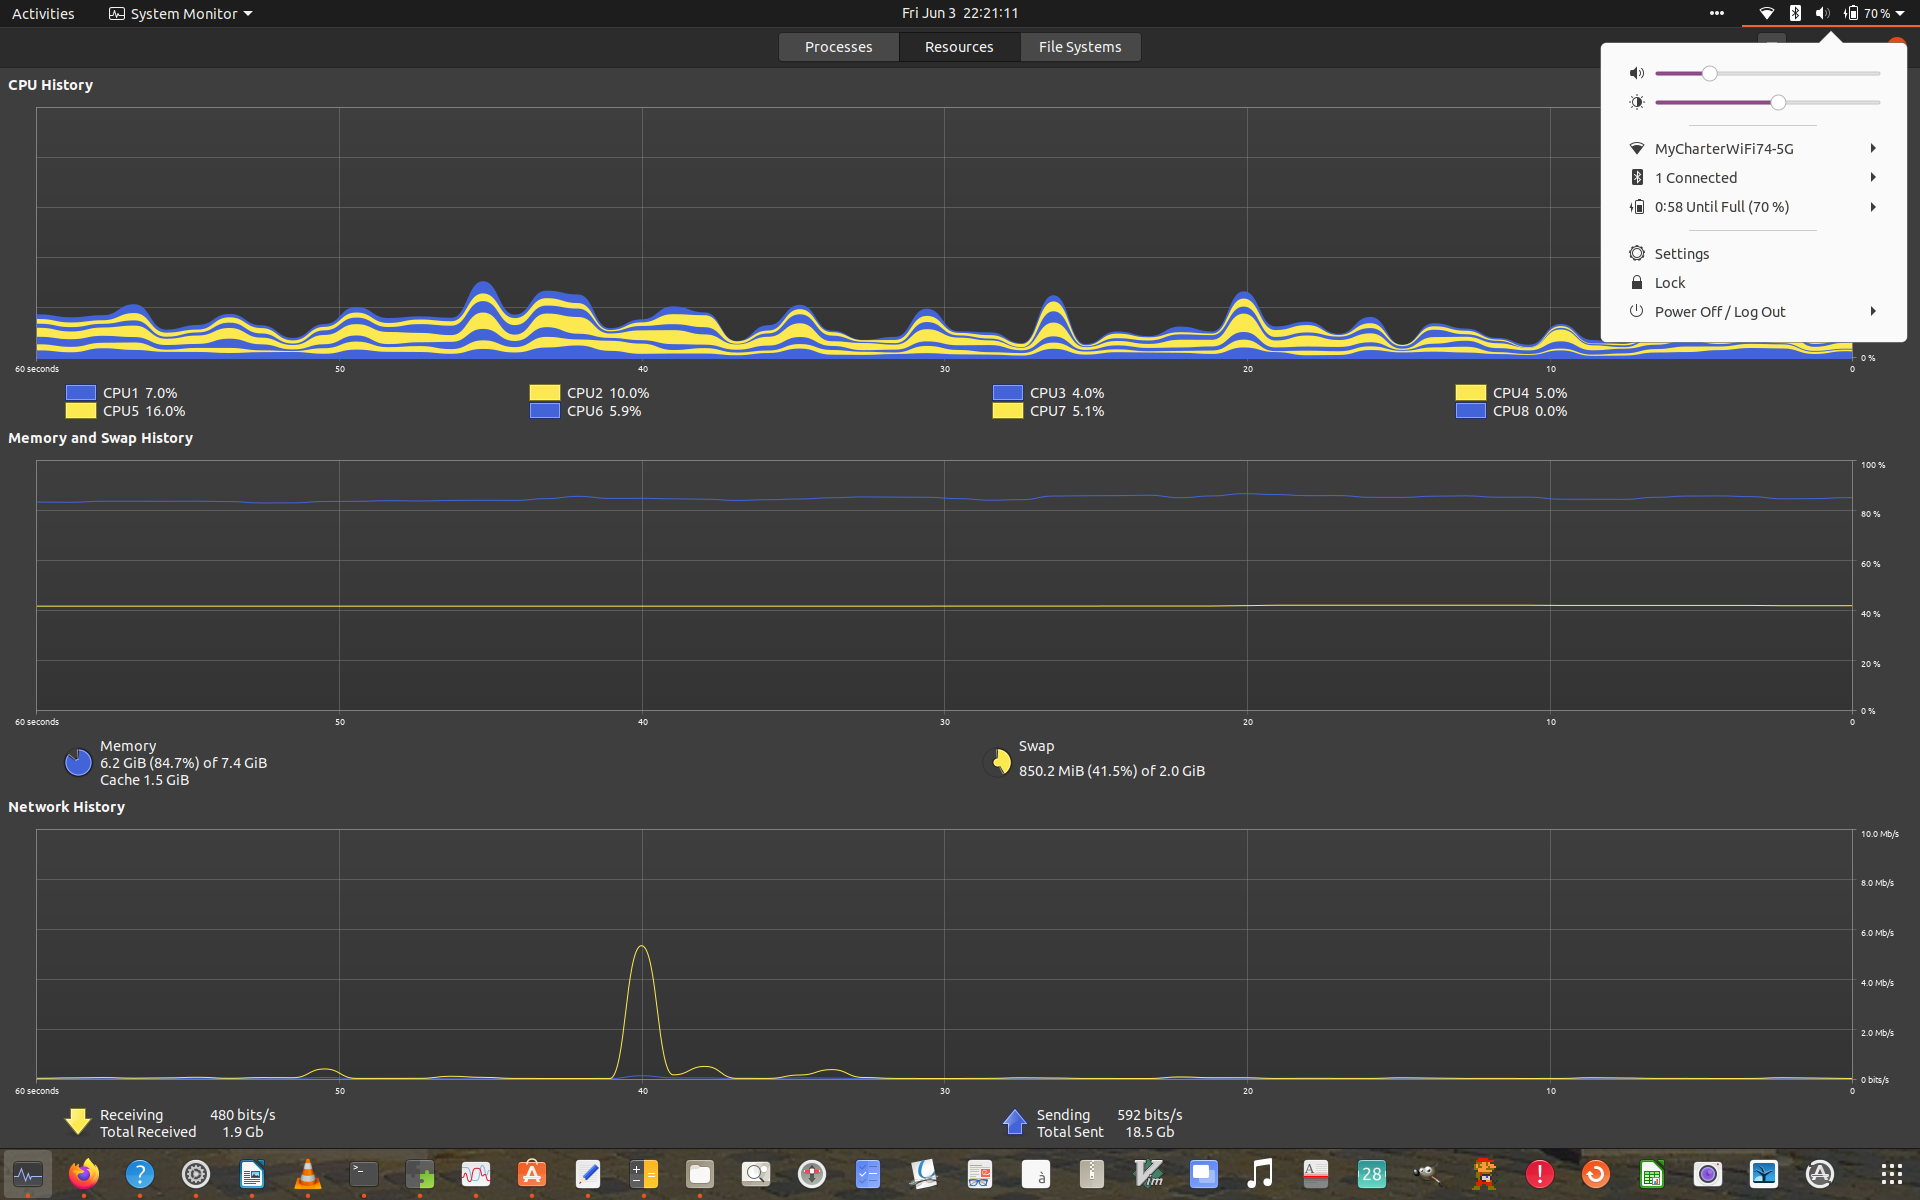 Activities
System Monitor
Fri Jun 3 22:21:11
70 %
Processes
Resources
File Systems
CPU History
MyCharterWiFi74-5G
1 Connected
0:58 Until Full (70 %)
Settings
Lock
Power Off / Log Out
0 %
60 seconds 50 40 30 20 10 0
CPU1 7.0% CPU2 10.0% CPU3 4.0% CPU4 5.0%
CPU5 16.0% CPU6 5.9% CPU7 5.1% CPU8 0.0%
Memory and Swap History
100 %
80 %
60 %
40 %
20 %
0 %
60 seconds 50 40 30 20 10 0
Memory
6.2 GiB (84.7%) of 7.4 GiB
Cache 1.5 GiB
Swap
850.2 MiB (41.5%) of 2.0 GiB
Network History
10.0 Mb/s
8.0 Mb/s
6.0 Mb/s
4.0 Mb/s
2.0 Mb/s
0 bits/s
60 seconds 50 40 30 20 10 0
Receiving 480 bits/s
Total Received 1.9 Gb
Sending 592 bits/s
Total Sent 18.5 Gb
?
>_
à
Vim
A
28
!